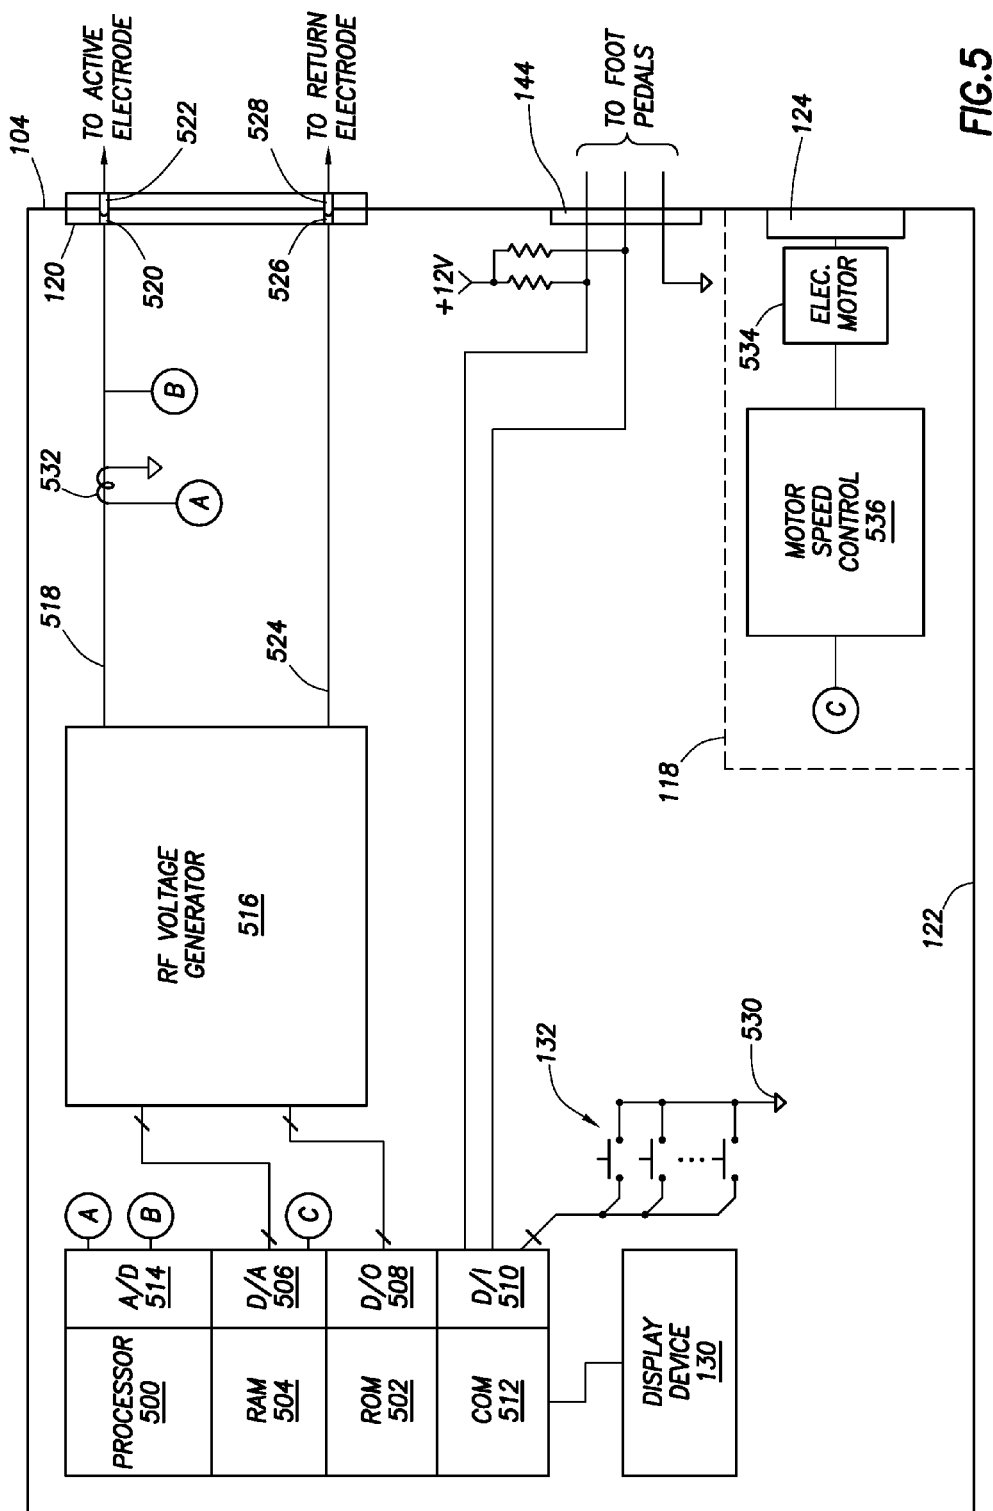 104
TO ACTIVE
ELECTRODE
522
528
TO RETURN
ELECTRODE
144
TO FOOT
PEDALS
124
FIG.5
120
520
526
+12V
534
ELEC.
MOTOR
B
532
A
518
524
MOTOR
SPEED
CONTROL
536
C
118
RF VOLTAGE
GENERATOR
516
122
132
530
A
B
C
A/D
514
D/A
506
D/O
508
D/I
510
PROCESSOR
500
RAM
504
ROM
502
COM
512
DISPLAY
DEVICE
130